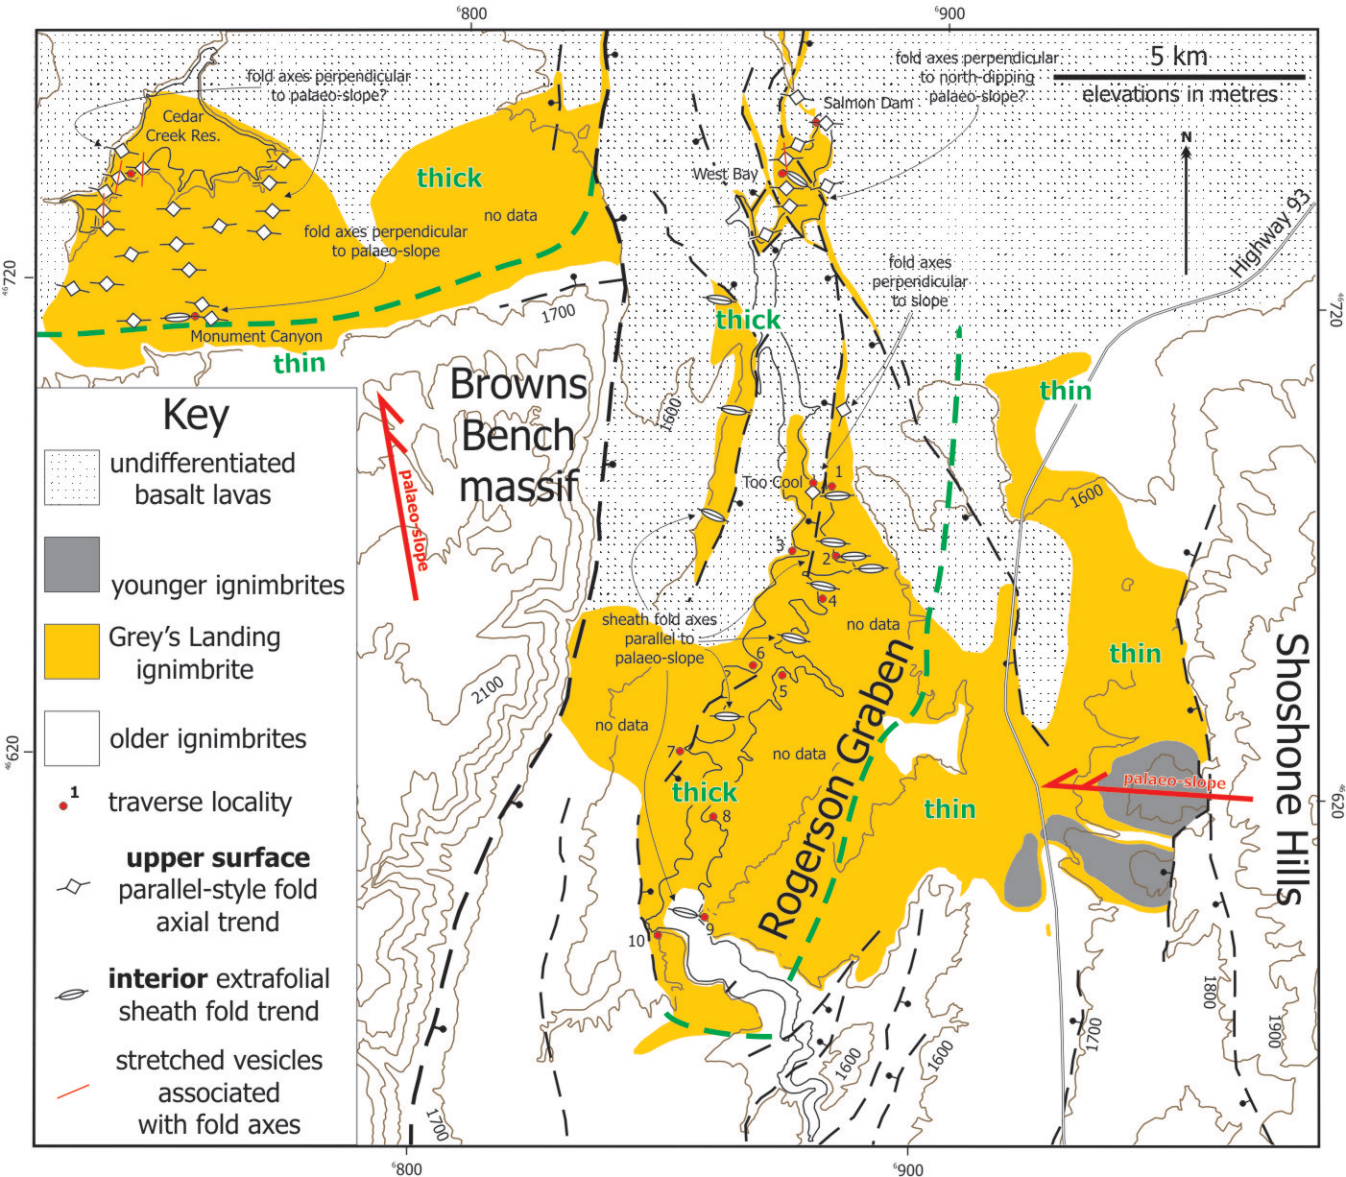 ⁶800
⁶900
5 km
elevations in metres
N
fold axes perpendicular
to palaeo-slope?
Cedar
Creek Res.
fold axes perpendicular
to north-dipping
palaeo-slope?
Salmon Dam
West Bay
thick
no data
fold axes perpendicular
to palaeo-slope
Highway 93
fold axes
perpendicular
to slope
⁴⁶720
⁴⁶720
1700
Monument Canyon
thin
thick
thin
Browns
Bench
massif
1600
palaeo-slope
Too Cool
1
1600
3
2
4
sheath fold axes
parallel to
palaeo-slope
no data
6
5
thin
2100
no data
no data
7
Rogerson Graben
Shoshone Hills
thick
8
thin
palaeo-slope
⁴⁶620
⁴⁶620
9
10
1800
1900
1700
1600
1600
1700
Key
undifferentiated
basalt lavas
younger ignimbrites
Grey's Landing
ignimbrite
older ignimbrites
1
traverse locality
upper surface
parallel-style fold
axial trend
interior extrafolial
sheath fold trend
stretched vesicles
associated
with fold axes
⁶800
⁶900